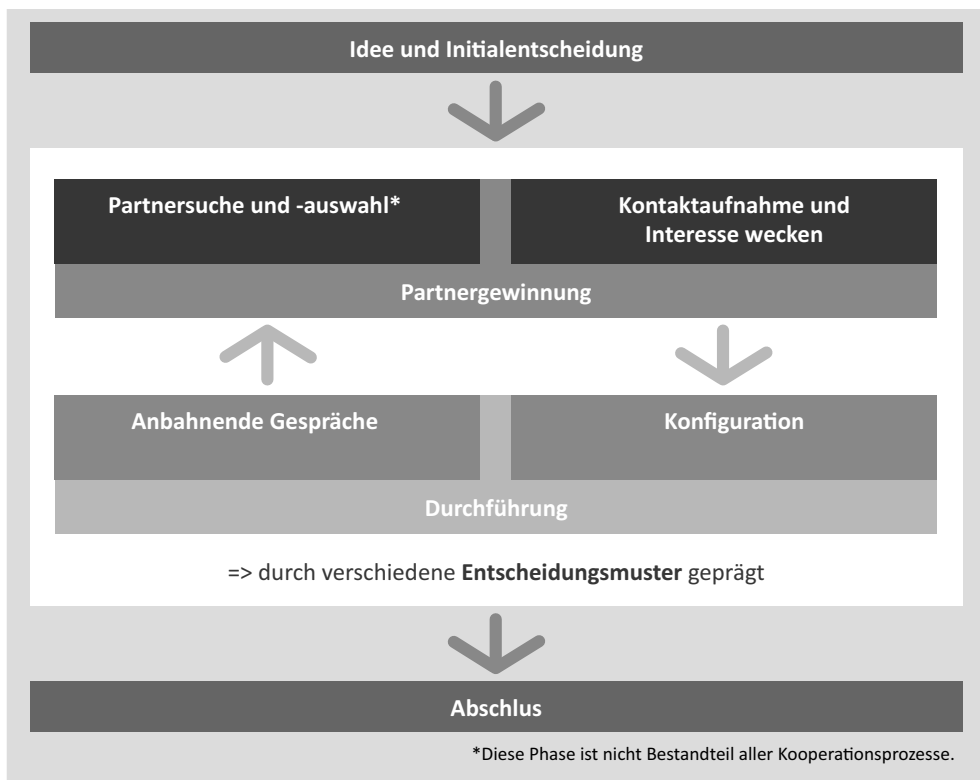 Idee und Initialentscheidung
Partnersuche und -auswahl*
Kontaktaufnahme und
Interesse wecken
Partnergewinnung
Anbahnende Gespräche
Konfiguration
Durchführung
=> durch verschiedene Entscheidungsmuster geprägt
Abschlus
*Diese Phase ist nicht Bestandteil aller Kooperationsprozesse.